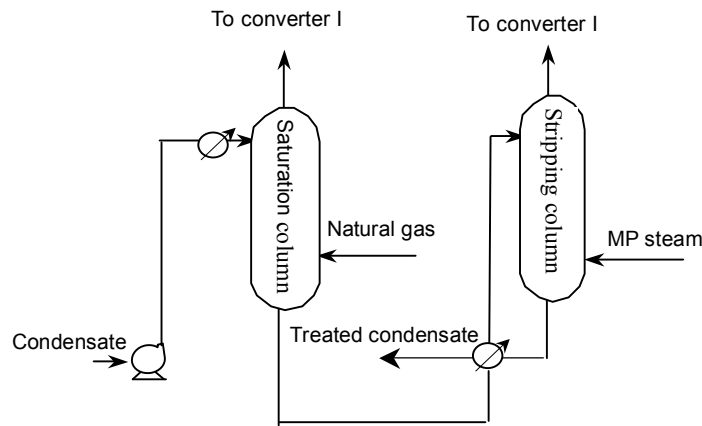 To converter I
To converter I
Saturation column
Stripping column
Natural gas
MP steam
Condensate
Treated condensate